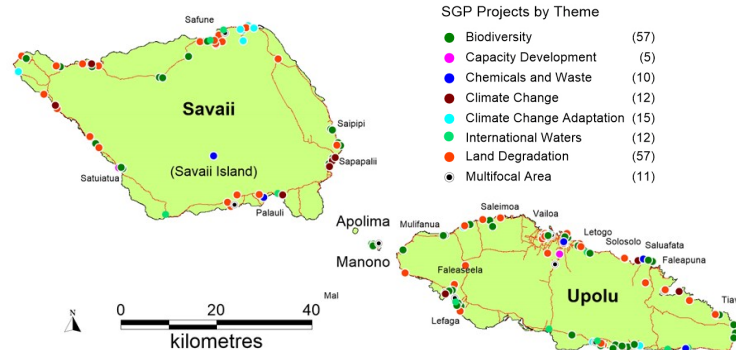 SGP Projects by Theme
Biodiversity (57)
Capacity Development (5)
Chemicals and Waste (10)
Climate Change (12)
Climate Change Adaptation (15)
International Waters (12)
Land Degradation (57)
Multifocal Area (11)
Safune
Savaii
Saipipi
(Savaii Island)
Sapapalii
Satuiatua
Palauli
Apolima
Manono
Mulifanua
Saleimoa
Vailoa
Letogo
Solosolo
Saluafata
Faleapuna
Faleaseela
Lefaga
Upolu
Tiav
N
0 20 40
Mal
kilometres